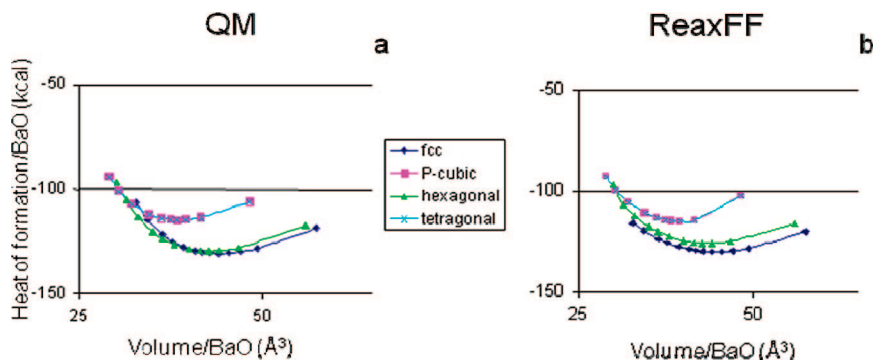 QM
ReaxFF
a
b
Heat of formation/BaO (kcal)
-50
-100
-150
25
50
Volume/BaO (Å³)
fcc
P-cubic
hexagonal
tetragonal
-50
-100
-150
25
50
Volume/BaO (Å³)